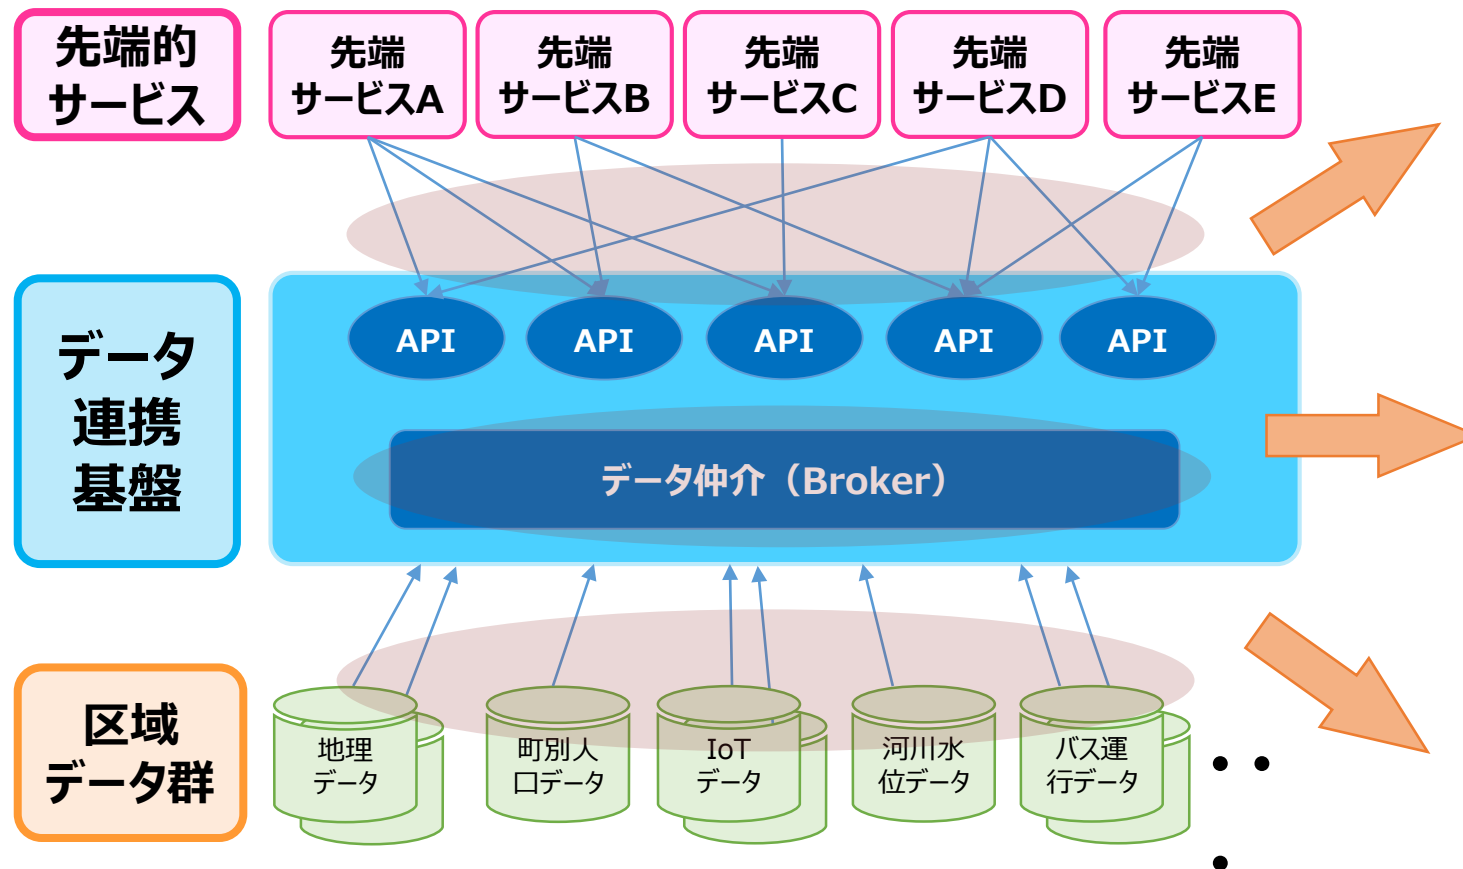 先端的
サービス
先端
サービスA
先端
サービスB
先端
サービスC
先端
サービスD
先端
サービスE
データ
連携
基盤
API
API
API
API
API
データ仲介（Broker）
区域
データ群
地理
データ
町別人
口データ
IoT
データ
河川水
位データ
バス運
行データ
・・
・